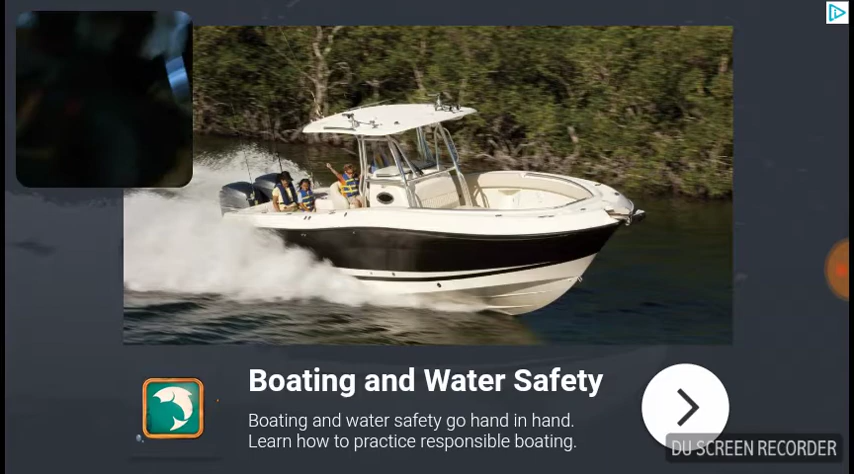 Boating and Water Safety
Boating and water safety go hand in hand.
Learn how to practice responsible boating.
DU SCREEN RECORDER